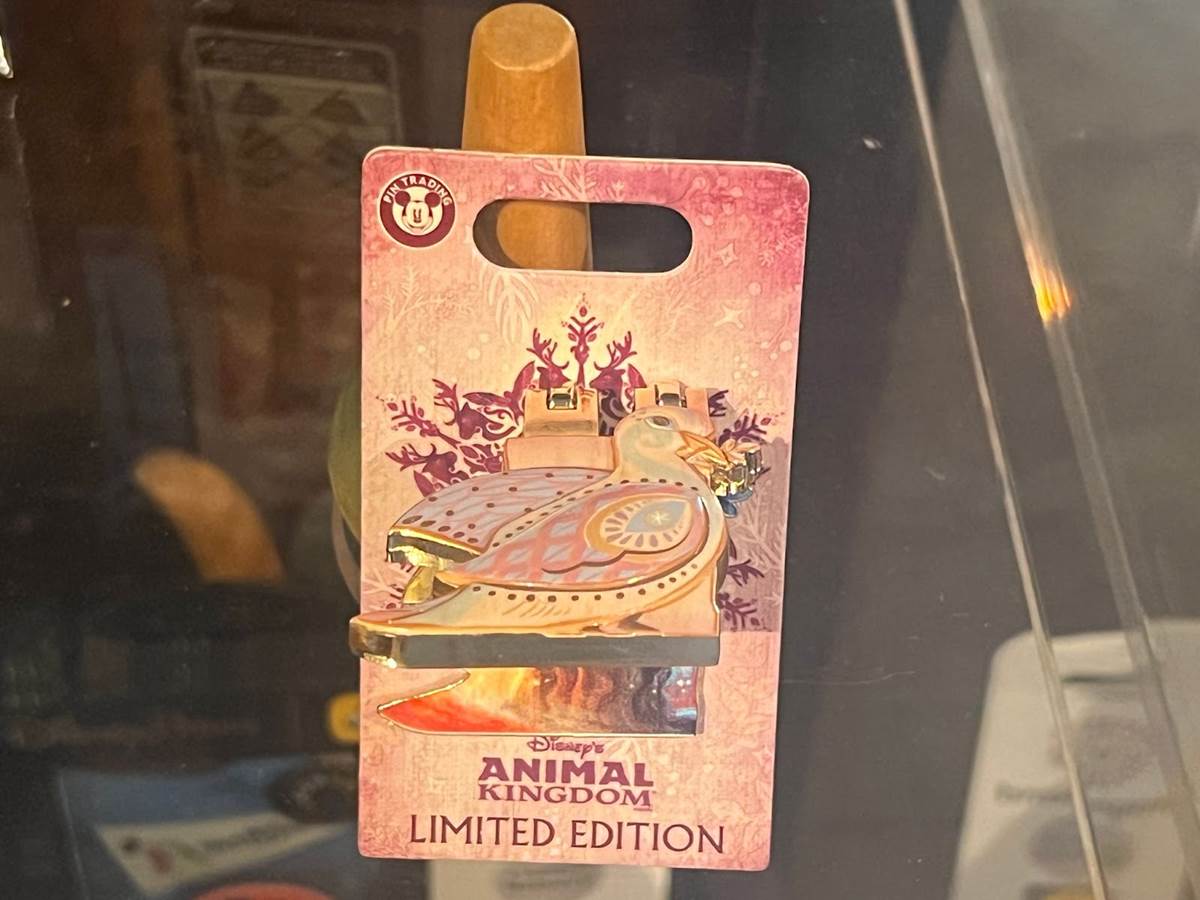 PIN TRADING
Disney's
ANIMAL
KINGDOM
LIMITED EDITION